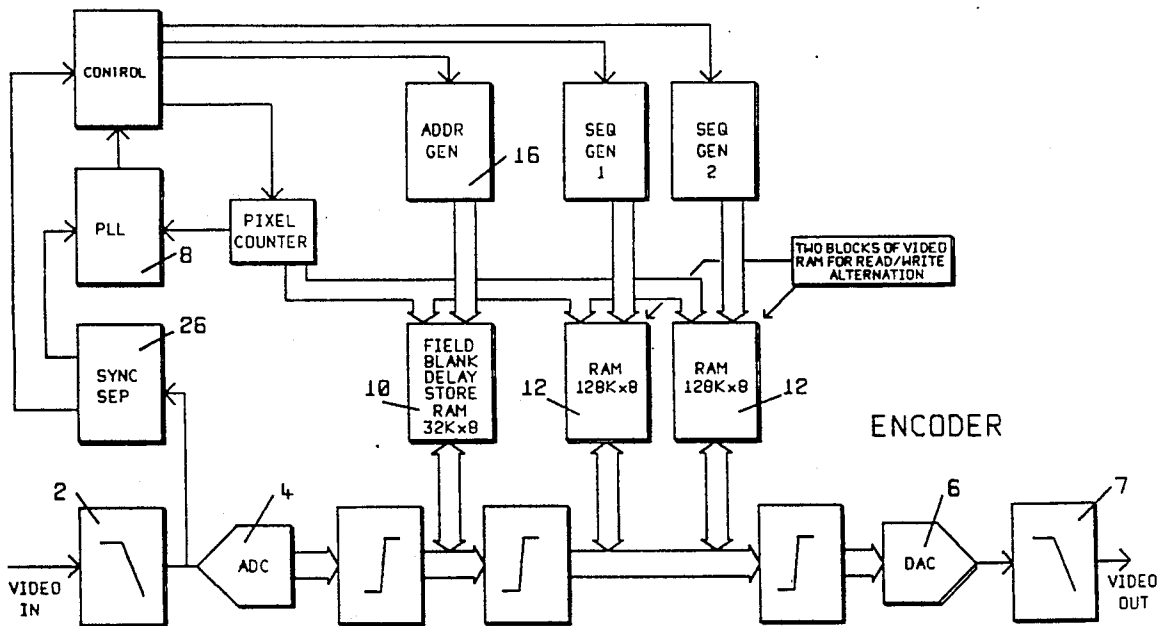 CONTROL
ADDR
GEN
16
SEQ
GEN
1
SEQ
GEN
2
PLL
8
PIXEL
COUNTER
TWO BLOCKS OF VIDEO
RAM FOR READ/WRITE
ALTERNATION
26
SYNC
SEP
FIELD
BLANK
DELAY
STORE
RAM
32K×8
10
RAM
128K×8
12
RAM
128K×8
12
ENCODER
2
4
ADC
6
DAC
7
VIDEO
IN
VIDEO
OUT